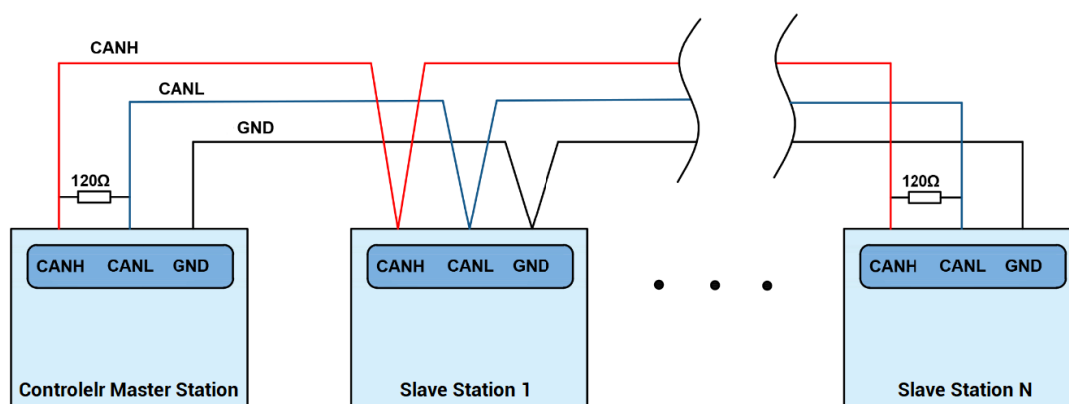 CANH
CANL
GND
120Ω
120Ω
CANH CANL GND
CANH CANL GND
CANH CANL GND
Controlelr Master Station
Slave Station 1
Slave Station N